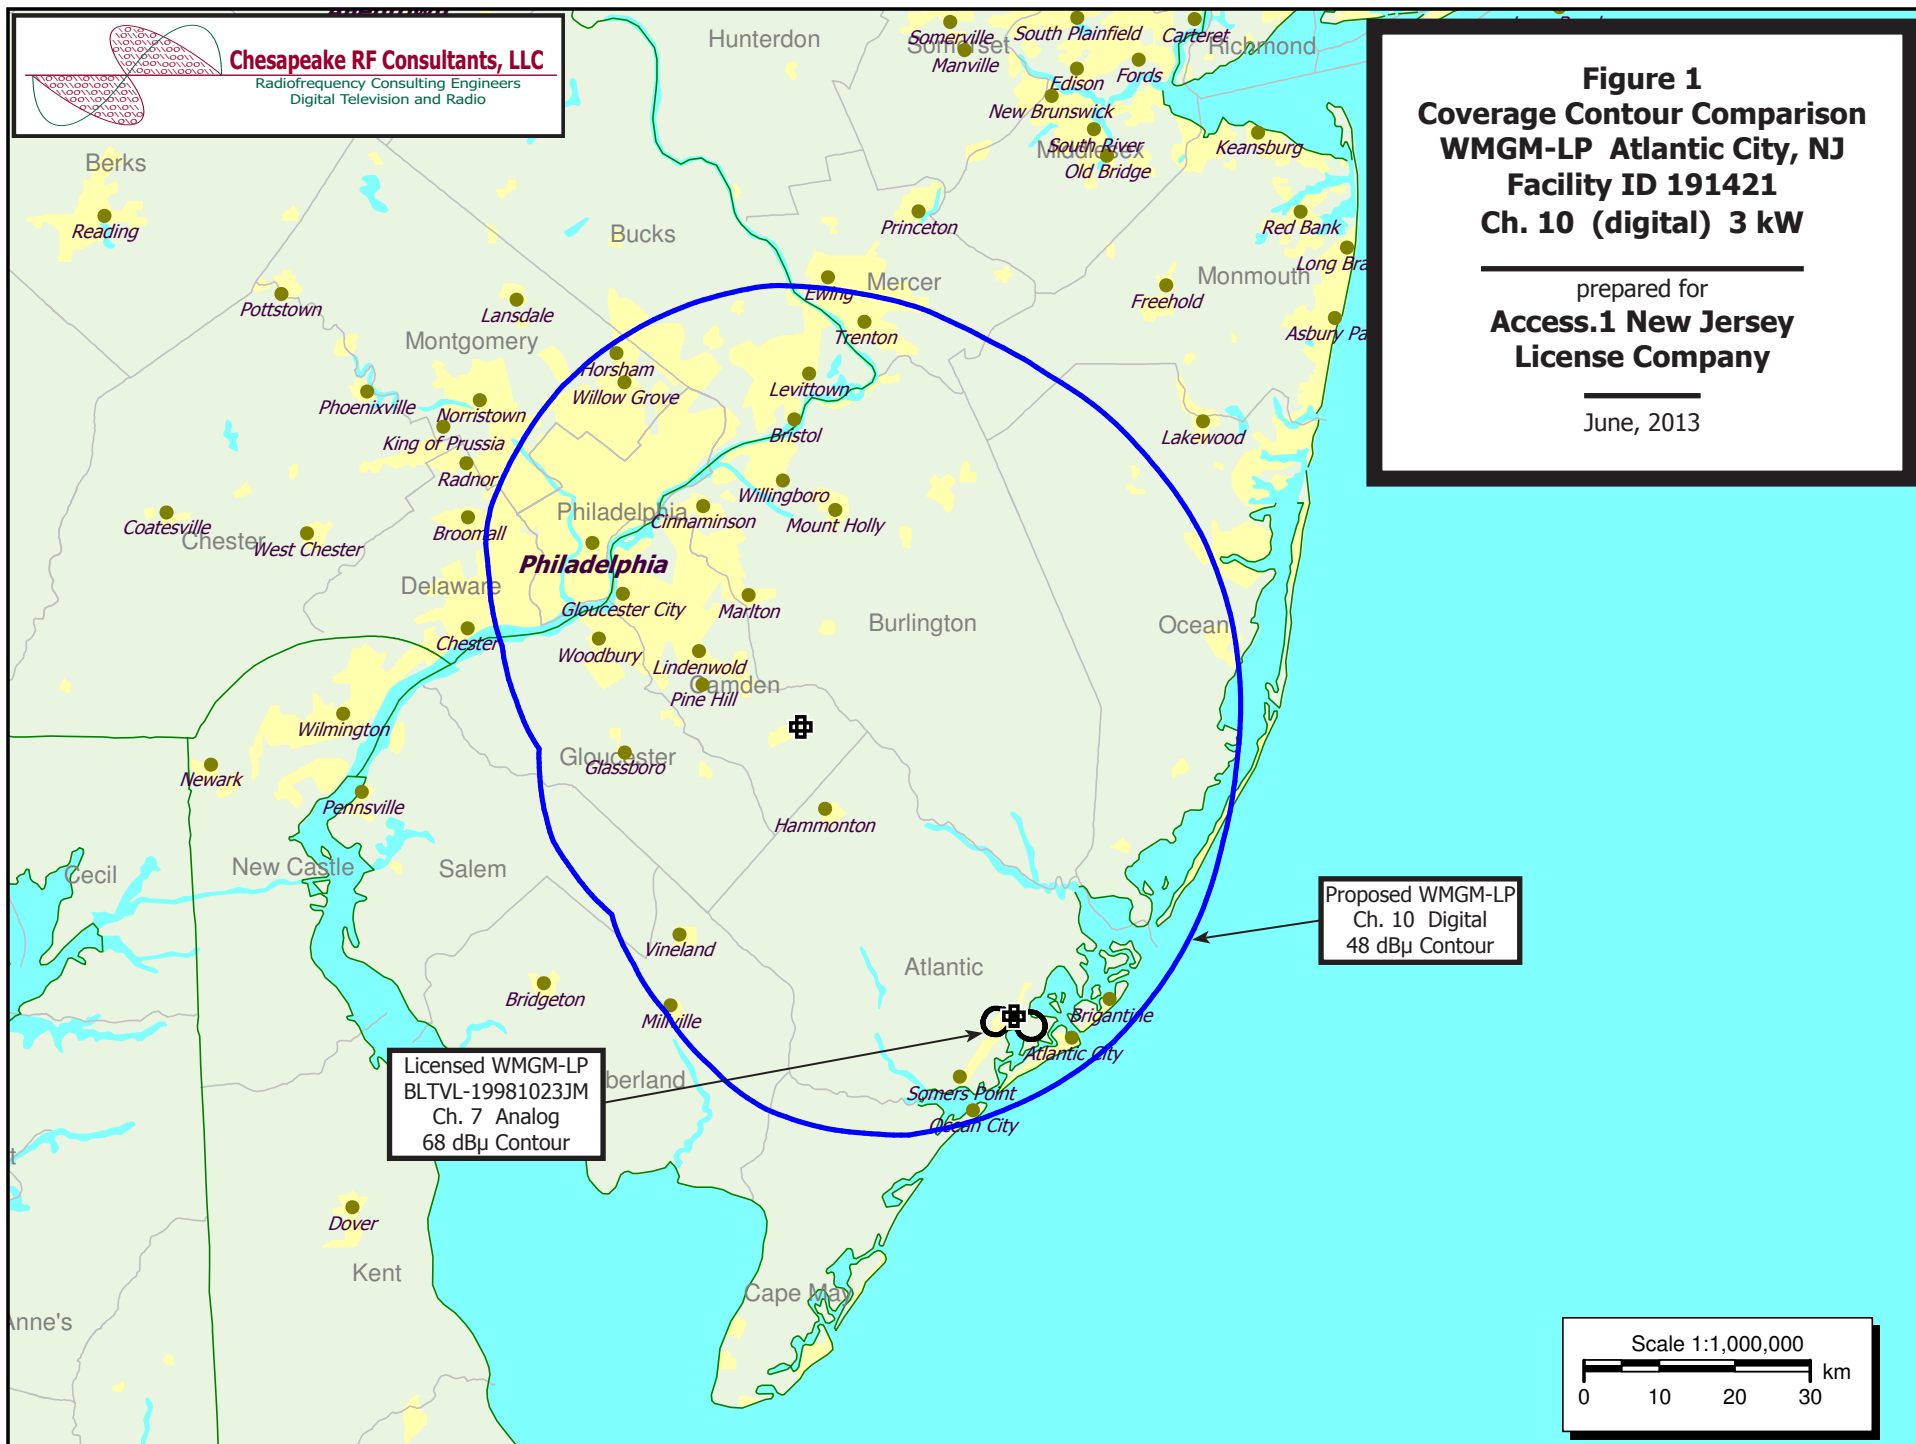 Chesapeake RF Consultants, LLC
Radiofrequency Consulting Engineers
Digital Television and Radio
Figure 1
Coverage Contour Comparison
WMGM-LP Atlantic City, NJ
Facility ID 191421
Ch. 10 (digital) 3 kW
prepared for
Access.1 New Jersey
License Company
June, 2013
Hunterdon
Somerville
Somerset
Manville
South Plainfield
Carteret
Richmond
Edison
Fords
New Brunswick
South River
Middlesex
Old Bridge
Keansburg
Berks
Reading
Bucks
Princeton
Red Bank
Long Bra
Mercer
Monmouth
Ewing
Pottstown
Lansdale
Freehold
Trenton
Asbury Pa
Montgomery
Horsham
Willow Grove
Levittown
Phoenixville
Norristown
King of Prussia
Bristol
Lakewood
Radnor
Willingboro
Coatesville
Chester
West Chester
Broomall
Philadelphia
Cinnaminson
Mount Holly
Philadelphia
Delaware
Gloucester City
Marlton
Burlington
Ocean
Chester
Woodbury
Lindenwold
Camden
Pine Hill
Wilmington
Gloucester
Glassboro
Newark
Pennsville
Hammonton
Cecil
New Castle
Salem
Proposed WMGM-LP
Ch. 10 Digital
48 dBµ Contour
Vineland
Atlantic
Bridgeton
Millville
Brigantine
Atlantic City
Licensed WMGM-LP
BLTVL-19981023JM
Ch. 7 Analog
68 dBµ Contour
berland
Somers Point
Ocean City
Dover
Kent
Cape May
Anne's
Scale 1:1,000,000
km
0 10 20 30